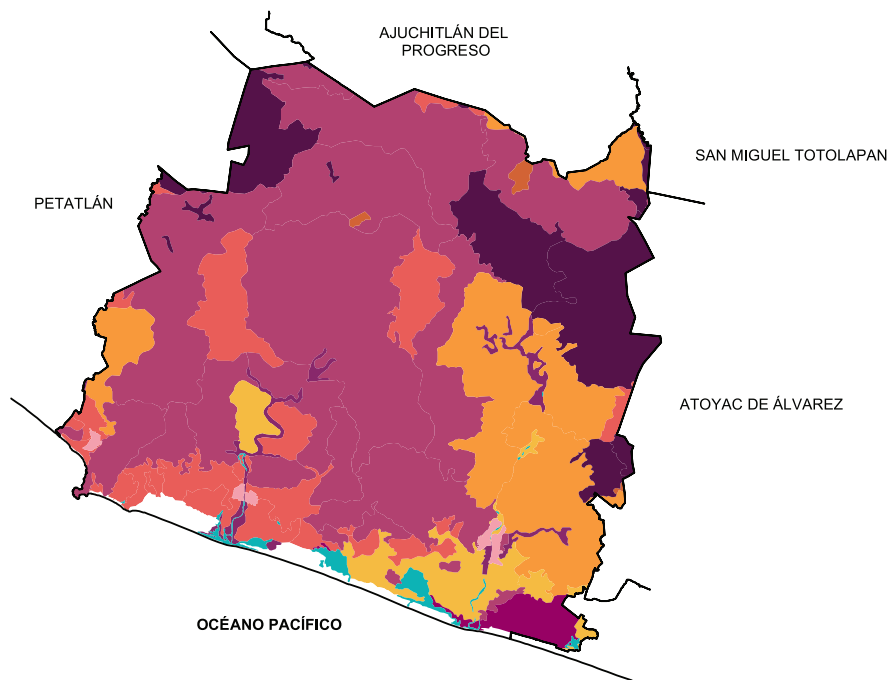 AJUCHITLÁN DEL
PROGRESO
SAN MIGUEL TOTOLAPAN
PETATLÁN
ATOYAC DE ÁLVAREZ
OCÉANO PACÍFICO